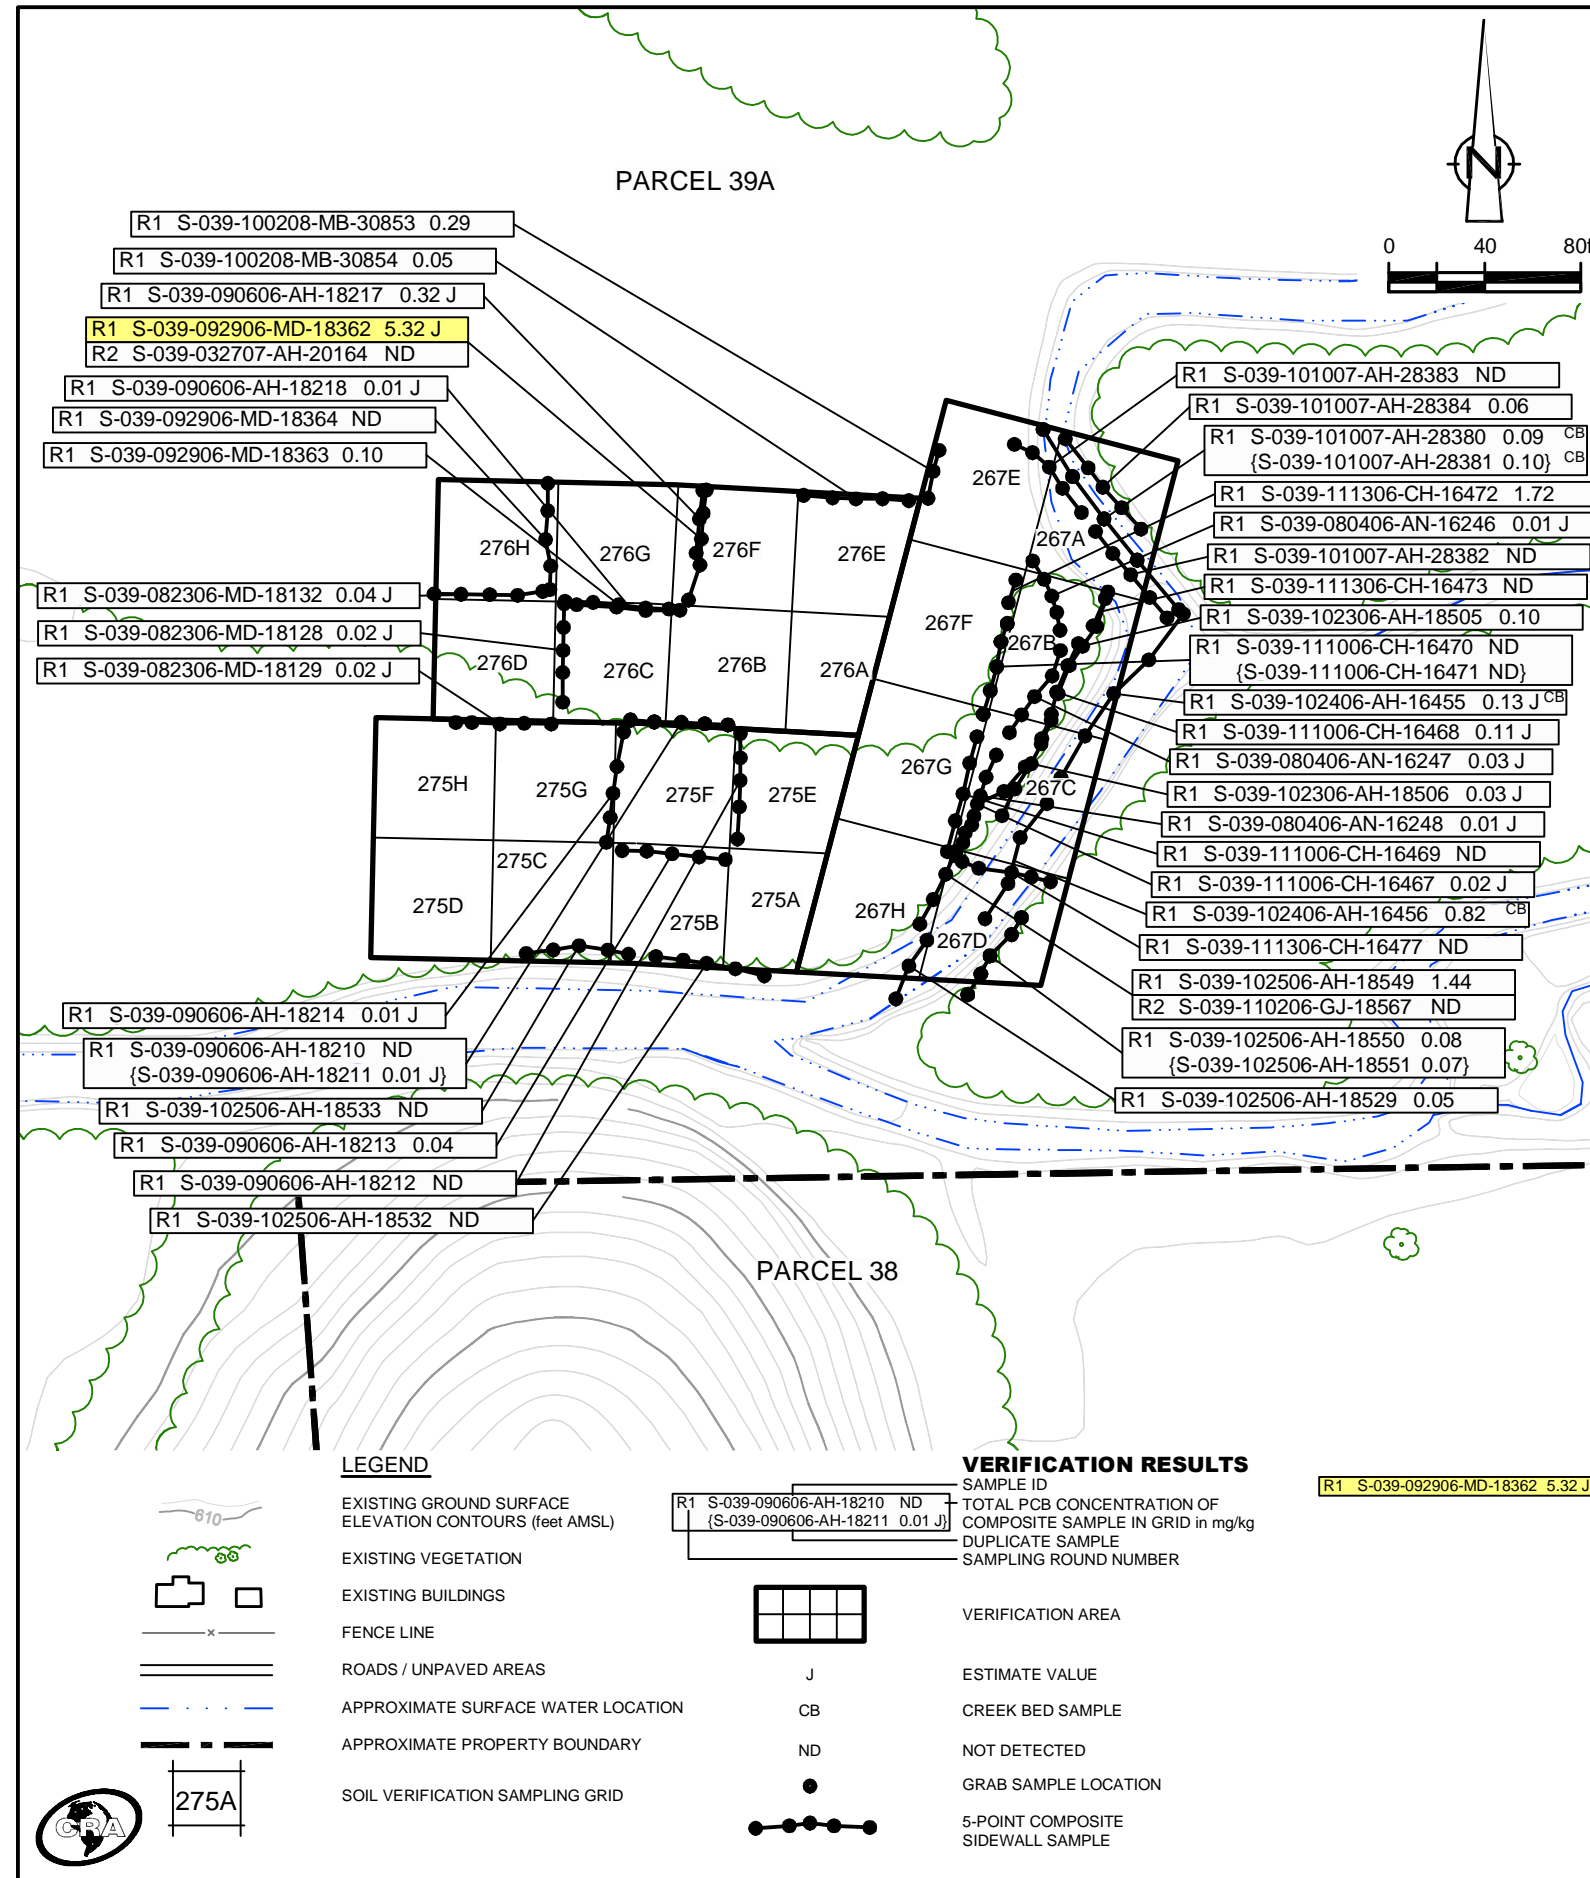 PARCEL 39A
N
0 40 80f
R1 S-039-100208-MB-30853 0.29
R1 S-039-100208-MB-30854 0.05
R1 S-039-090606-AH-18217 0.32 J
R1 S-039-092906-MD-18362 5.32 J
R2 S-039-032707-AH-20164 ND
R1 S-039-090606-AH-18218 0.01 J
R1 S-039-092906-MD-18364 ND
R1 S-039-092906-MD-18363 0.10
R1 S-039-082306-MD-18132 0.04 J
R1 S-039-082306-MD-18128 0.02 J
R1 S-039-082306-MD-18129 0.02 J
R1 S-039-101007-AH-28383 ND
R1 S-039-101007-AH-28384 0.06
R1 S-039-101007-AH-28380 0.09 CB
{S-039-101007-AH-28381 0.10} CB
R1 S-039-111306-CH-16472 1.72
R1 S-039-080406-AN-16246 0.01 J
R1 S-039-101007-AH-28382 ND
R1 S-039-111306-CH-16473 ND
R1 S-039-102306-AH-18505 0.10
R1 S-039-111006-CH-16470 ND
{S-039-111006-CH-16471 ND}
R1 S-039-102406-AH-16455 0.13 J CB
R1 S-039-111006-CH-16468 0.11 J
R1 S-039-080406-AN-16247 0.03 J
R1 S-039-102306-AH-18506 0.03 J
R1 S-039-080406-AN-16248 0.01 J
R1 S-039-111006-CH-16469 ND
R1 S-039-111006-CH-16467 0.02 J
R1 S-039-102406-AH-16456 0.82 CB
R1 S-039-111306-CH-16477 ND
R1 S-039-102506-AH-18549 1.44
R2 S-039-110206-GJ-18567 ND
R1 S-039-102506-AH-18550 0.08
{S-039-102506-AH-18551 0.07}
R1 S-039-102506-AH-18529 0.05
276H 276G 276F 276E
276D 276C 276B 276A
275H 275G 275F 275E
275D 275C 275B 275A
267E 267A
267F 267B
267G 267C
267H 267D
R1 S-039-090606-AH-18214 0.01 J
R1 S-039-090606-AH-18210 ND
{S-039-090606-AH-18211 0.01 J}
R1 S-039-102506-AH-18533 ND
R1 S-039-090606-AH-18213 0.04
R1 S-039-090606-AH-18212 ND
R1 S-039-102506-AH-18532 ND
PARCEL 38
LEGEND
610
EXISTING GROUND SURFACE
ELEVATION CONTOURS (feet AMSL)
EXISTING VEGETATION
EXISTING BUILDINGS
x
FENCE LINE
ROADS / UNPAVED AREAS
APPROXIMATE SURFACE WATER LOCATION
APPROXIMATE PROPERTY BOUNDARY
275A
SOIL VERIFICATION SAMPLING GRID
CRA
VERIFICATION RESULTS
R1 S-039-090606-AH-18210 ND
{S-039-090606-AH-18211 0.01 J}
SAMPLE ID
TOTAL PCB CONCENTRATION OF
COMPOSITE SAMPLE IN GRID in mg/kg
DUPLICATE SAMPLE
SAMPLING ROUND NUMBER
R1 S-039-092906-MD-18362 5.32 J
VERIFICATION AREA
J ESTIMATE VALUE
CB CREEK BED SAMPLE
ND NOT DETECTED
GRAB SAMPLE LOCATION
5-POINT COMPOSITE
SIDEWALL SAMPLE